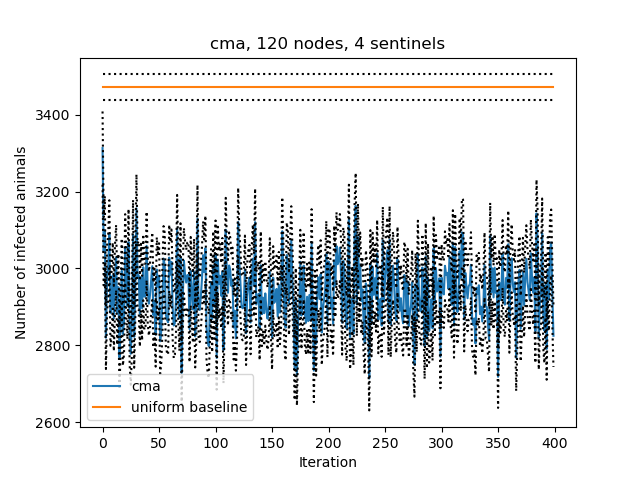 cma, 120 nodes, 4 sentinels
Number of infected animals
3400
3200
3000
2800
2600
cma
uniform baseline
0
50
100
150
200
250
300
350
400
Iteration